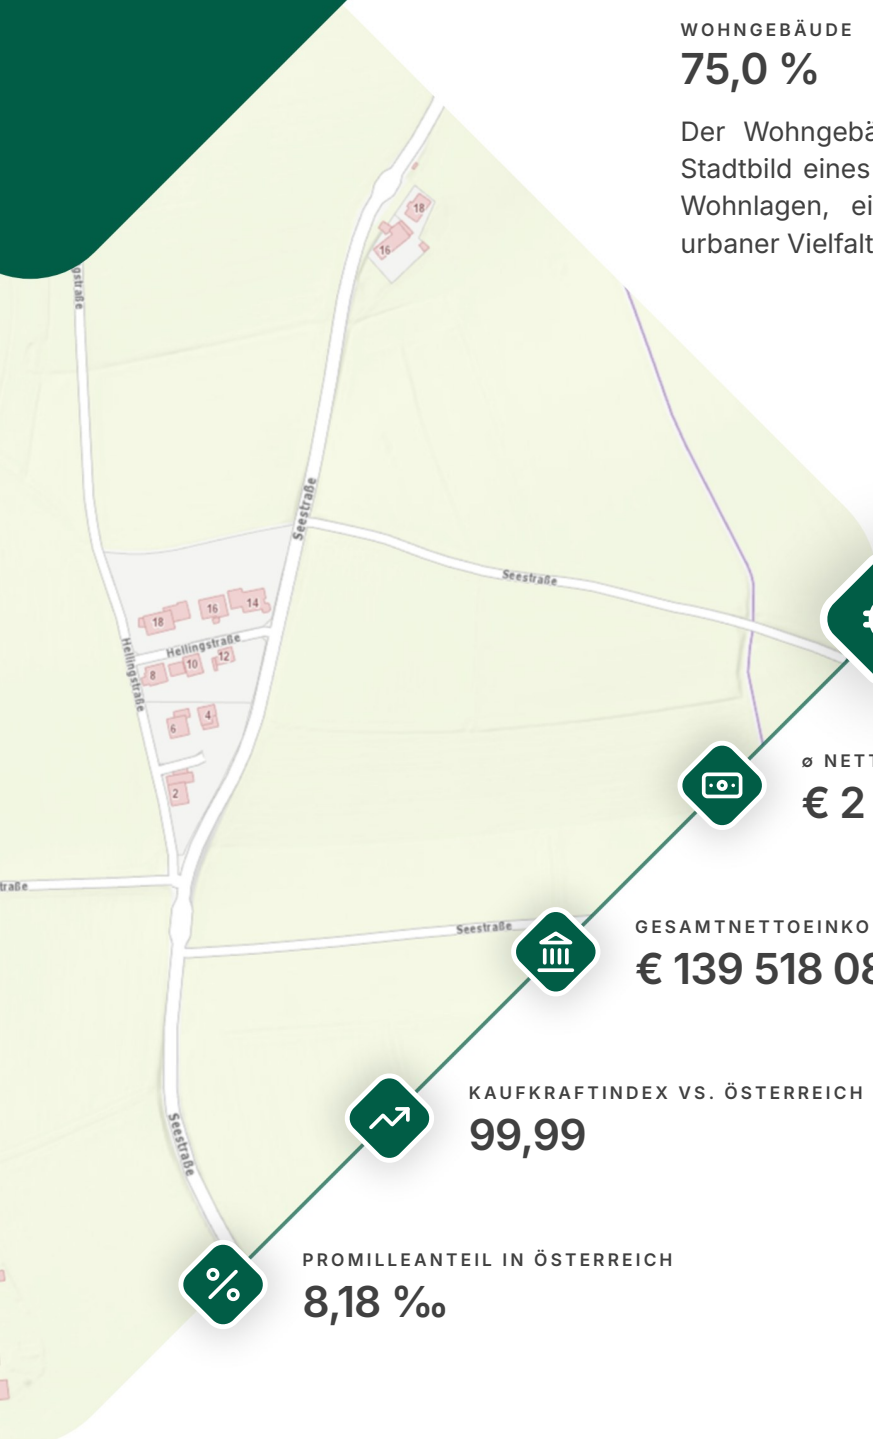 WOHNGEBÄUDE
75,0 %
Der Wohngebä
Stadtbild eines
Wohnlagen, ei
urbaner Vielfalt
gstraße
18
16
Seestraße
Seestraße
18
16
14
Hellingstraße
Hellingstraße
8
10
12
6
4
2
ø NETT
€ 2
traße
Seestraße
GESAMTNETTOEINKO
€ 139 518 08
KAUFKRAFTINDEX VS. ÖSTERREICH
99,99
Seestraße
PROMILLEANTEIL IN ÖSTERREICH
8,18 ‰